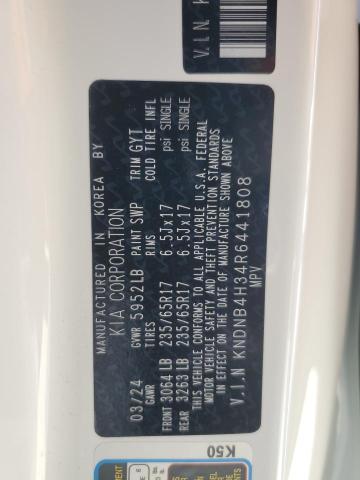 MANUFACTURED IN KOREA BY
KIA CORPORATION
03/24 GVWR 5952LB PAINT SWP TRIM GYT
GAWR TIRES RIMS COLD TIRE INFL
FRONT 3064LB 235/65R17 6.5Jx17 psi SINGLE
REAR 3263LB 235/65R17 6.5Jx17 psi SINGLE
THIS VEHICLE CONFORMS TO ALL APPLICABLE U.S.A. FEDERAL
MOTOR VEHICLE SAFETY AND THEFT PREVENTION STANDARDS
IN EFFECT ON THE DATE OF MANUFACTURE SHOWN ABOVE
V.I.N KNDNB4H34R6441808
MPV
K50
V.I.N